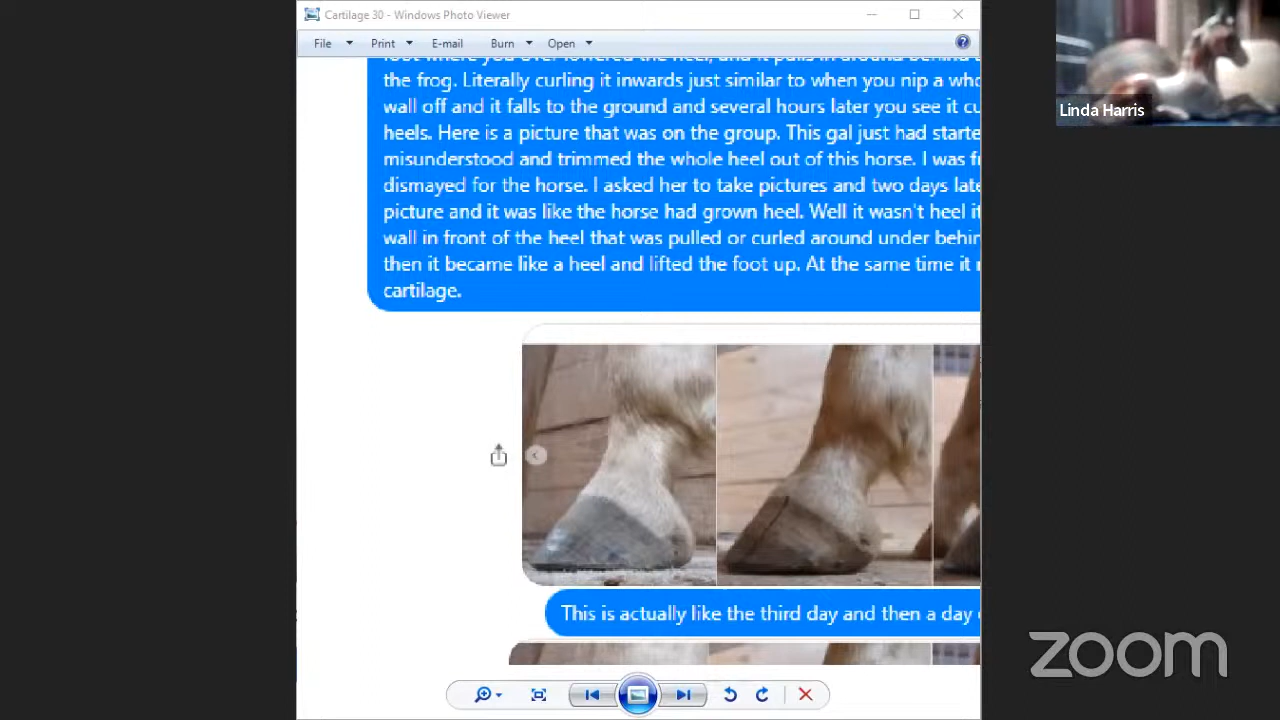 Cartilage 30 - Windows Photo Viewer
File Print E-mail Burn Open
the frog. Literally curling it inwards just similar to when you nip a who
wall off and it falls to the ground and several hours later you see it cu
heels. Here is a picture that was on the group. This gal just had starte
misunderstood and trimmed the whole heel out of this horse. I was fr
dismayed for the horse. I asked her to take pictures and two days late
picture and it was like the horse had grown heel. Well it wasn't heel it
wall in front of the heel that was pulled or curled around under behin
then it became like a heel and lifted the foot up. At the same time it
cartilage.
This is actually like the third day and then a day
Linda Harris
zoom